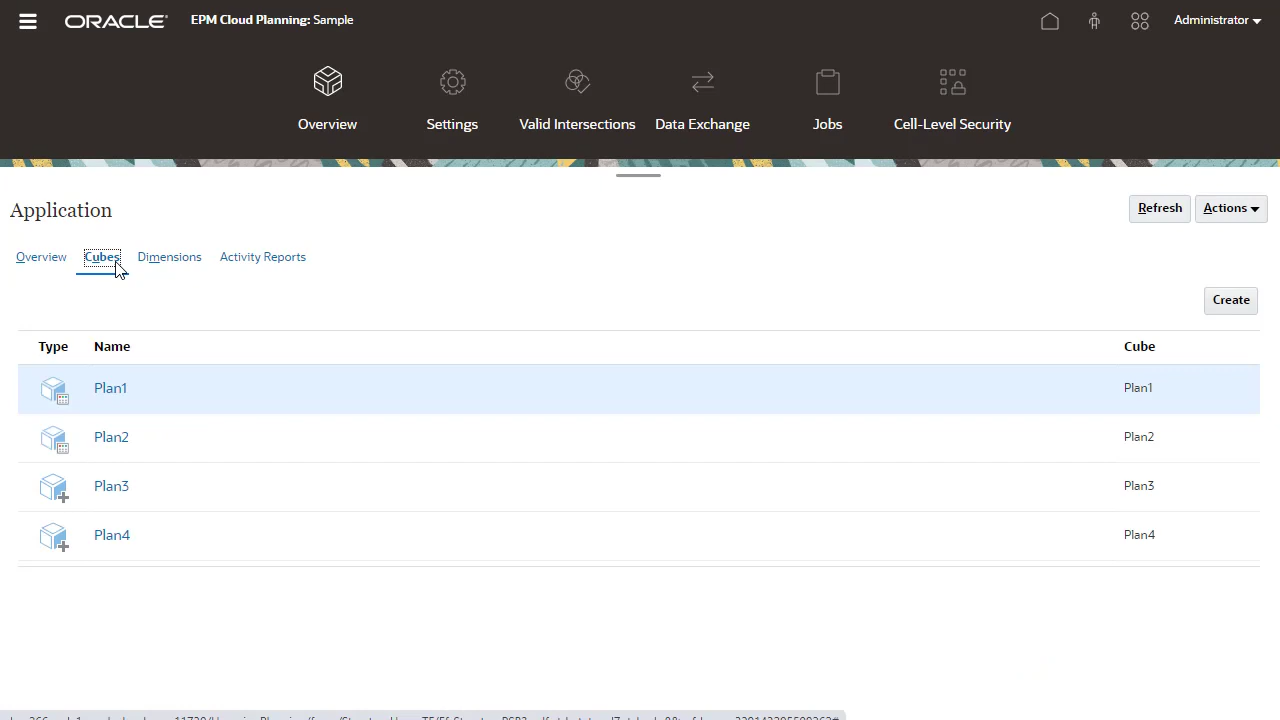 ORACLE EPM Cloud Planning: Sample Administrator
Overview Settings Valid Intersections Data Exchange Jobs Cell-Level Security
Application Refresh Actions
Overview Cubes Dimensions Activity Reports
Create
Type Name Cube
Plan1 Plan1
Plan2 Plan2
Plan3 Plan3
Plan4 Plan4